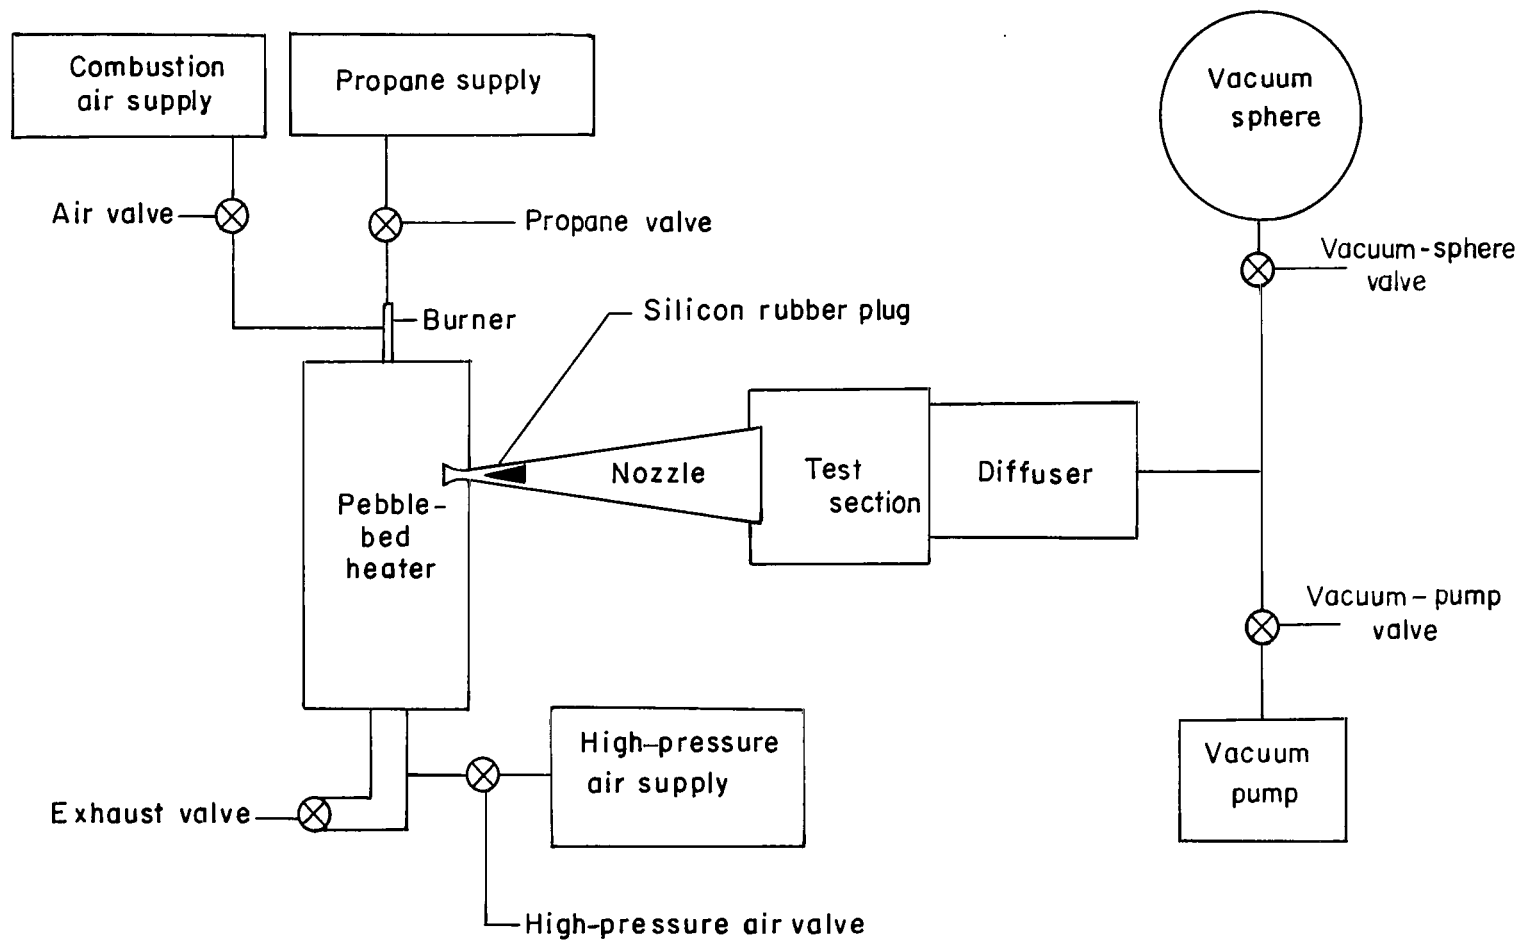 Combustion
air supply
Propane supply
Vacuum
sphere
Air valve
Propane valve
Vacuum-sphere
valve
Burner
Silicon rubber plug
Nozzle
Test
section
Diffuser
Pebble-
bed
heater
Vacuum-pump
valve
High-pressure
air supply
Vacuum
pump
Exhaust valve
High-pressure air valve